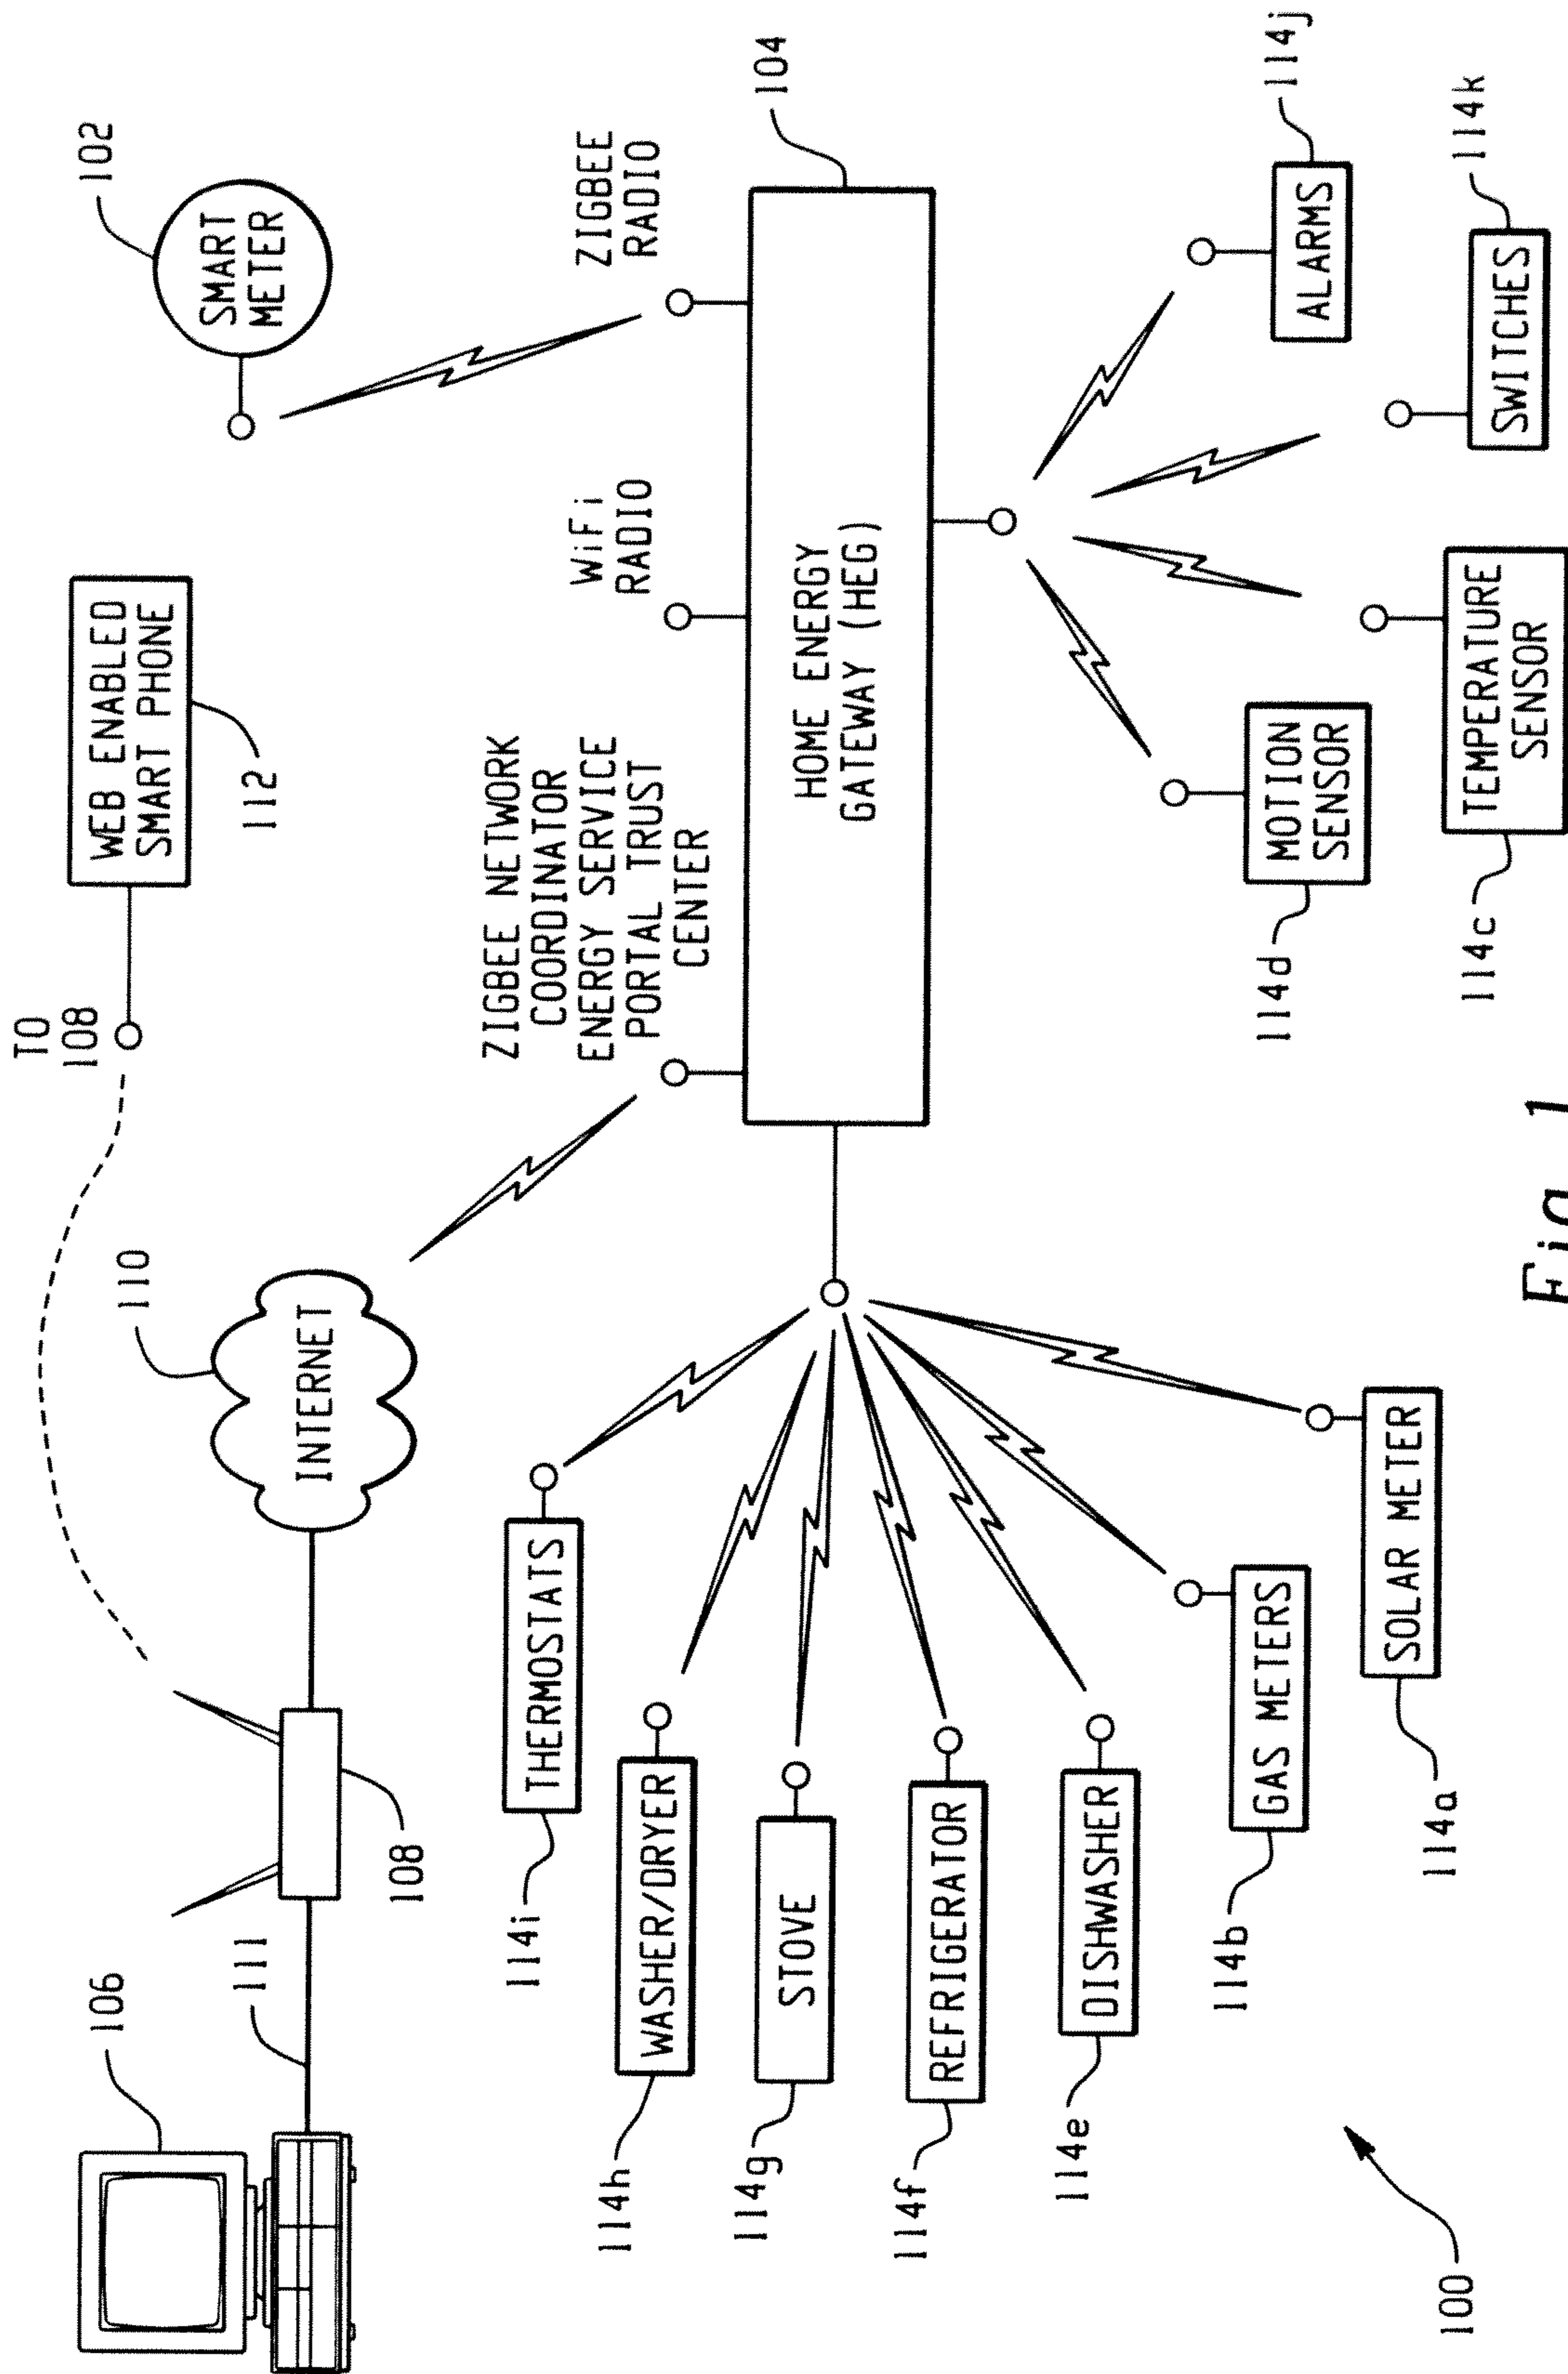 106
111
108
110
INTERNET
TO
108
WEB ENABLED
SMART PHONE
112
102
SMART
METER
ZIGBEE NETWORK
COORDINATOR
ENERGY SERVICE
PORTAL TRUST
CENTER
WiFi
RADIO
ZIGBEE
RADIO
104
HOME ENERGY
GATEWAY (HEG)
THERMOSTATS
114i
WASHER/DRYER
114h
STOVE
114g
REFRIGERATOR
114f
DISHWASHER
114e
GAS METERS
114b
SOLAR METER
114a
MOTION
SENSOR
114d
TEMPERATURE
SENSOR
114c
ALARMS
114j
SWITCHES
114k
100
Fig. 1